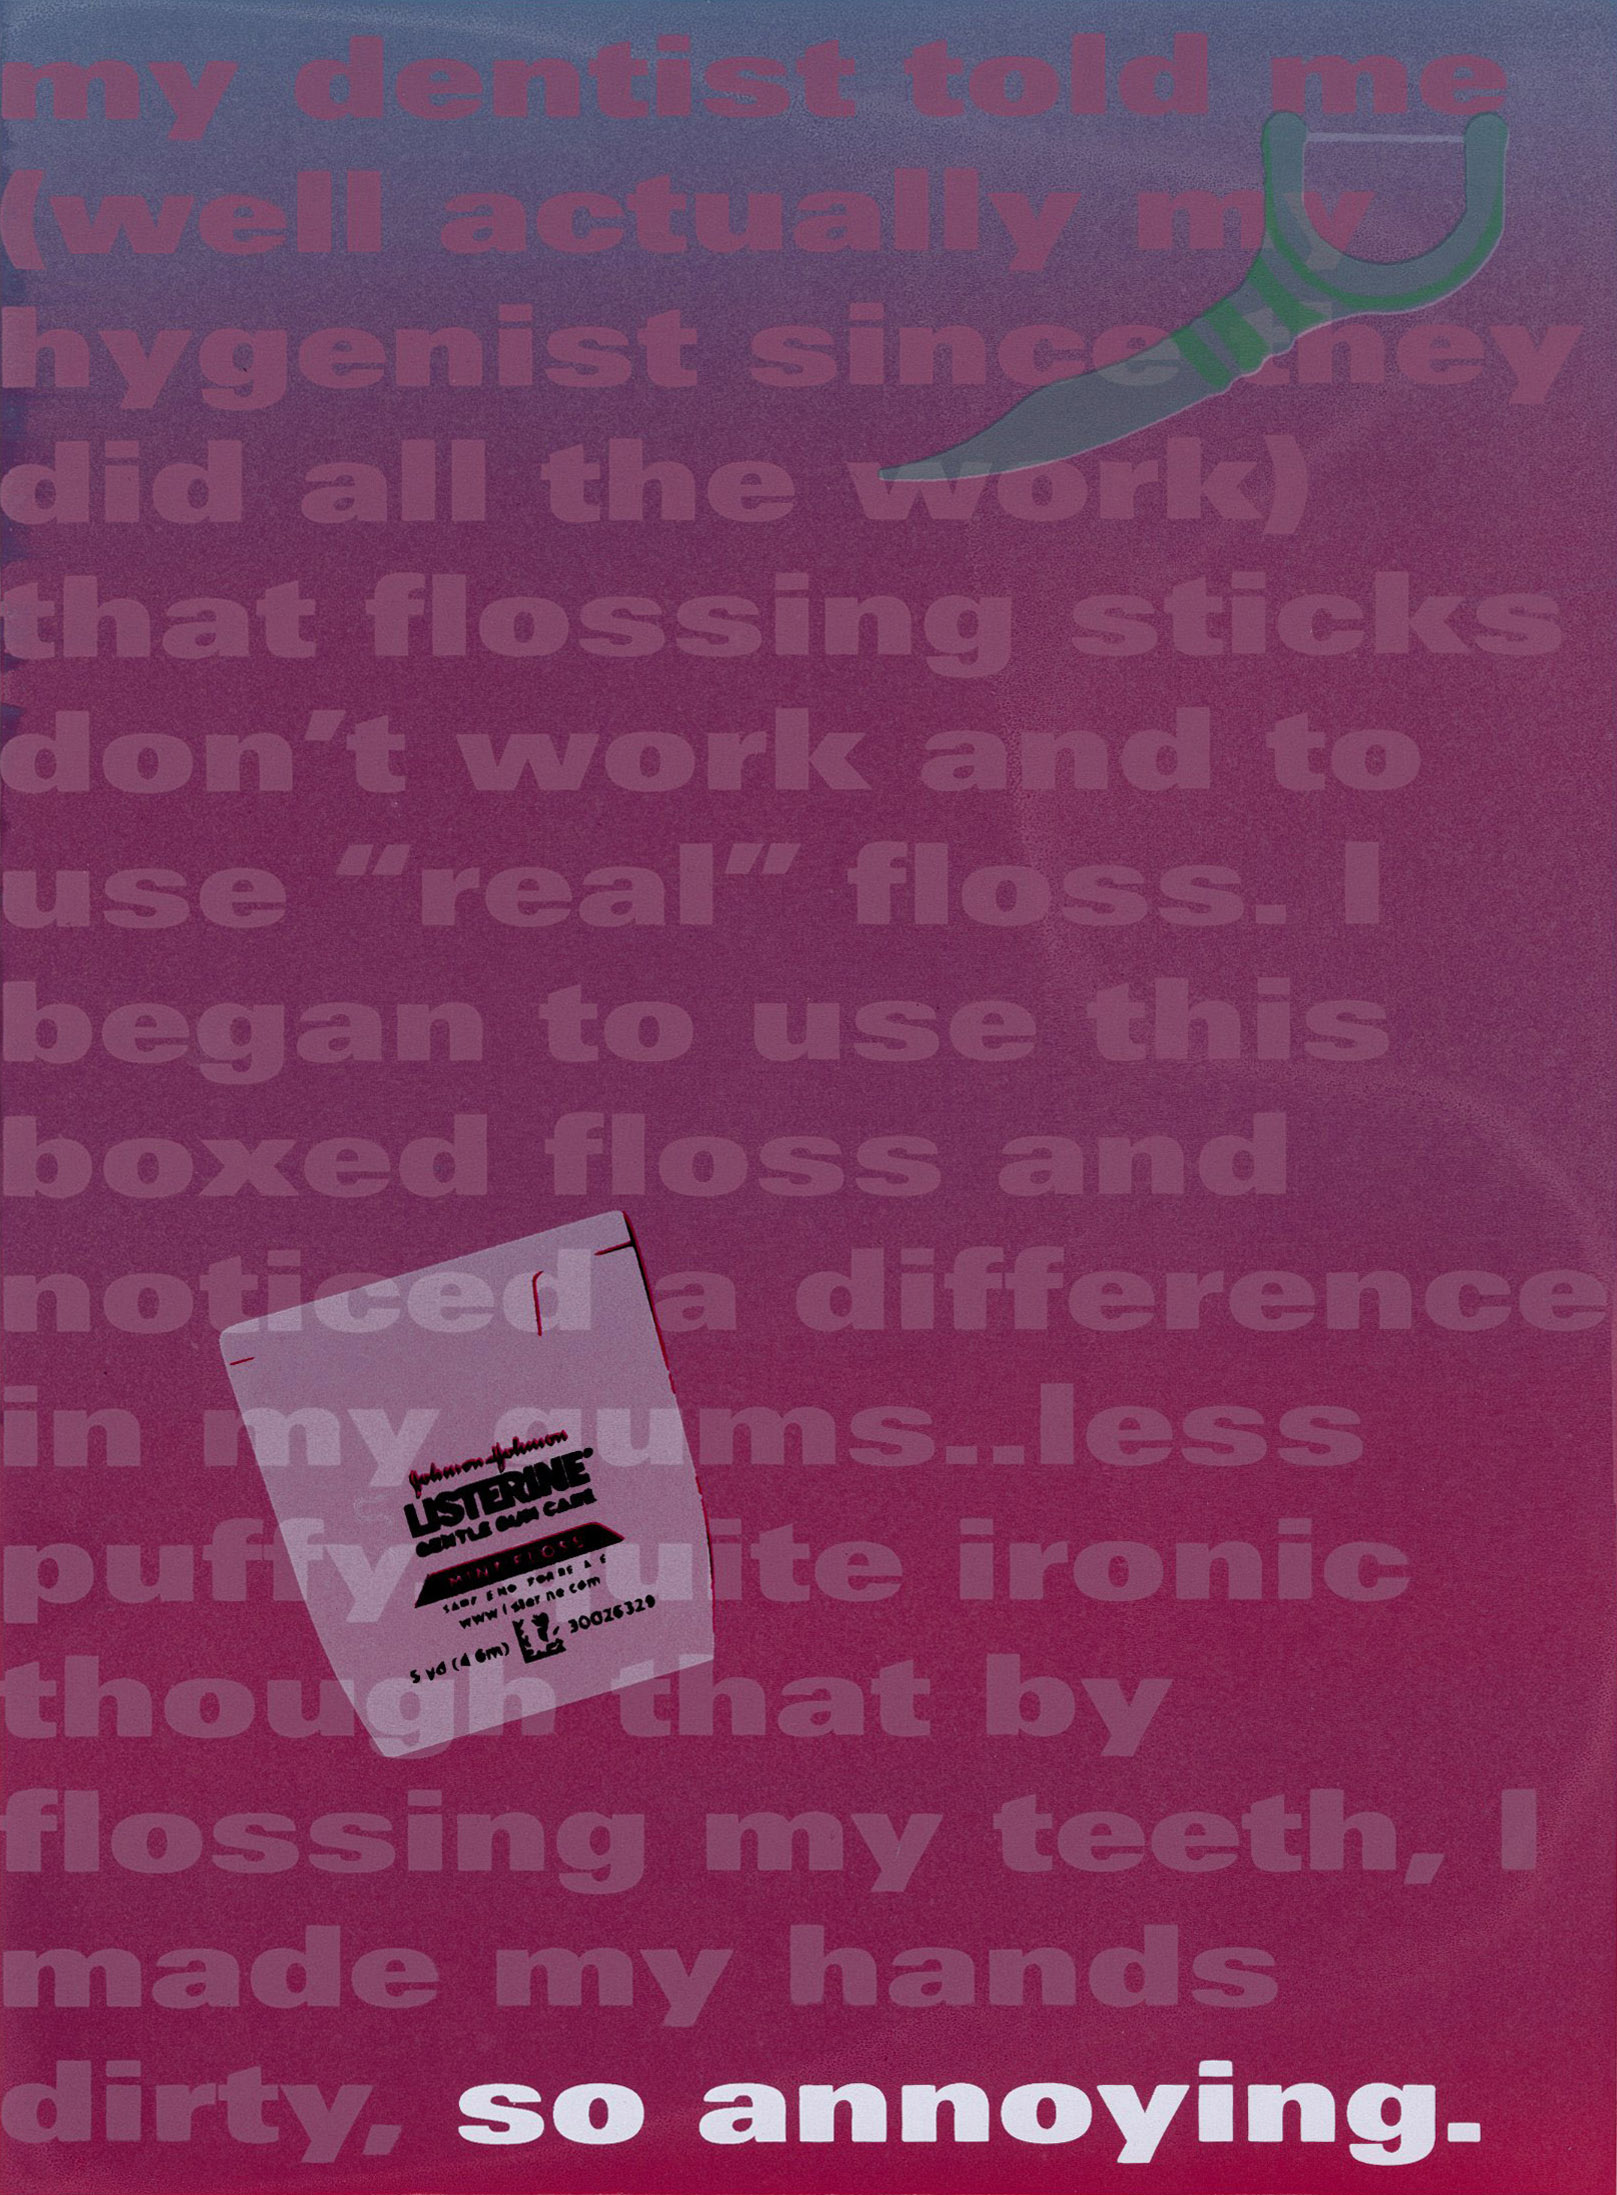 my dentist told me
(well actually my
hygenist since they
did all the work)
that flossing sticks
don’t work and to
use “real” floss. I
began to use this
boxed floss and
noticed a difference
in my gums..less
puffy. quite ironic
though that by
flossing my teeth, I
made my hands
dirty, so annoying.
Johnson & Johnson
LISTERINE®
GENTLE GUM CARE
MINT FLOSS
www.listerine.com
5 yd (4.6m) 30026329